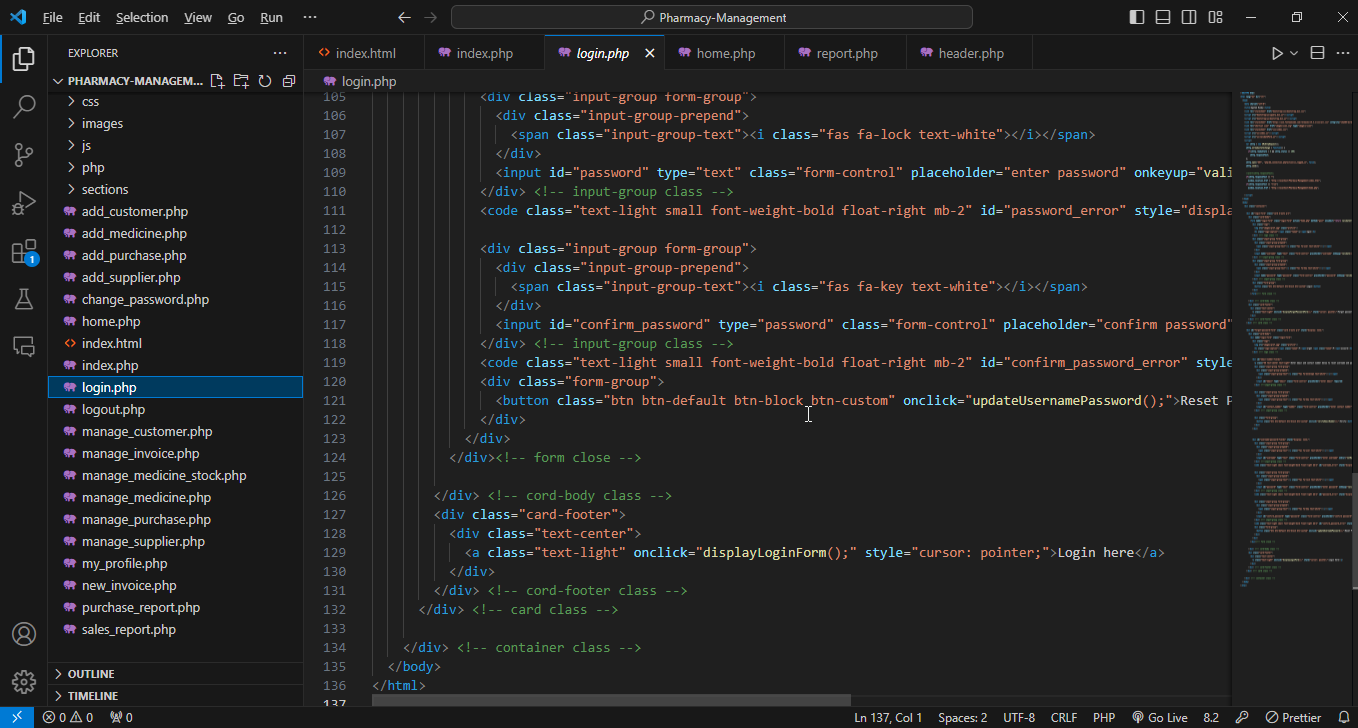 File Edit Selection View Go Run ··· Pharmacy-Management
EXPLORER ···
PHARMACY-MANAGEM...
css
images
js
php
sections
add_customer.php
add_medicine.php
add_purchase.php
add_supplier.php
change_password.php
home.php
index.html
index.php
login.php
logout.php
manage_customer.php
manage_invoice.php
manage_medicine_stock.php
manage_medicine.php
manage_purchase.php
manage_supplier.php
my_profile.php
new_invoice.php
purchase_report.php
sales_report.php
OUTLINE
TIMELINE
1
index.html index.php login.php home.php report.php header.php
login.php
105 <div class="input-group form-group">
106 <div class="input-group-prepend">
107 <span class="input-group-text"><i class="fas fa-lock text-white"></i></span>
108 </div>
109 <input id="password" type="text" class="form-control" placeholder="enter password" onkeyup="vali
110 </div> <!-- input-group class -->
111 <code class="text-light small font-weight-bold float-right mb-2" id="password_error" style="displa
112
113 <div class="input-group form-group">
114 <div class="input-group-prepend">
115 <span class="input-group-text"><i class="fas fa-key text-white"></i></span>
116 </div>
117 <input id="confirm_password" type="password" class="form-control" placeholder="confirm password"
118 </div> <!-- input-group class -->
119 <code class="text-light small font-weight-bold float-right mb-2" id="confirm_password_error" style
120 <div class="form-group">
121 <button class="btn btn-default btn-block btn-custom" onclick="updateUsernamePassword();">Reset P
122 </div>
123 </div>
124 </div><!-- form close -->
125
126 </div> <!-- cord-body class -->
127 <div class="card-footer">
128 <div class="text-center">
129 <a class="text-light" onclick="displayLoginForm();" style="cursor: pointer;">Login here</a>
130 </div>
131 </div> <!-- cord-footer class -->
132 </div> <!-- card class -->
133
134 </div> <!-- container class -->
135 </body>
136 </html>
137
0 0 0 Ln 137, Col 1 Spaces: 2 UTF-8 CRLF PHP Go Live 8.2 Prettier